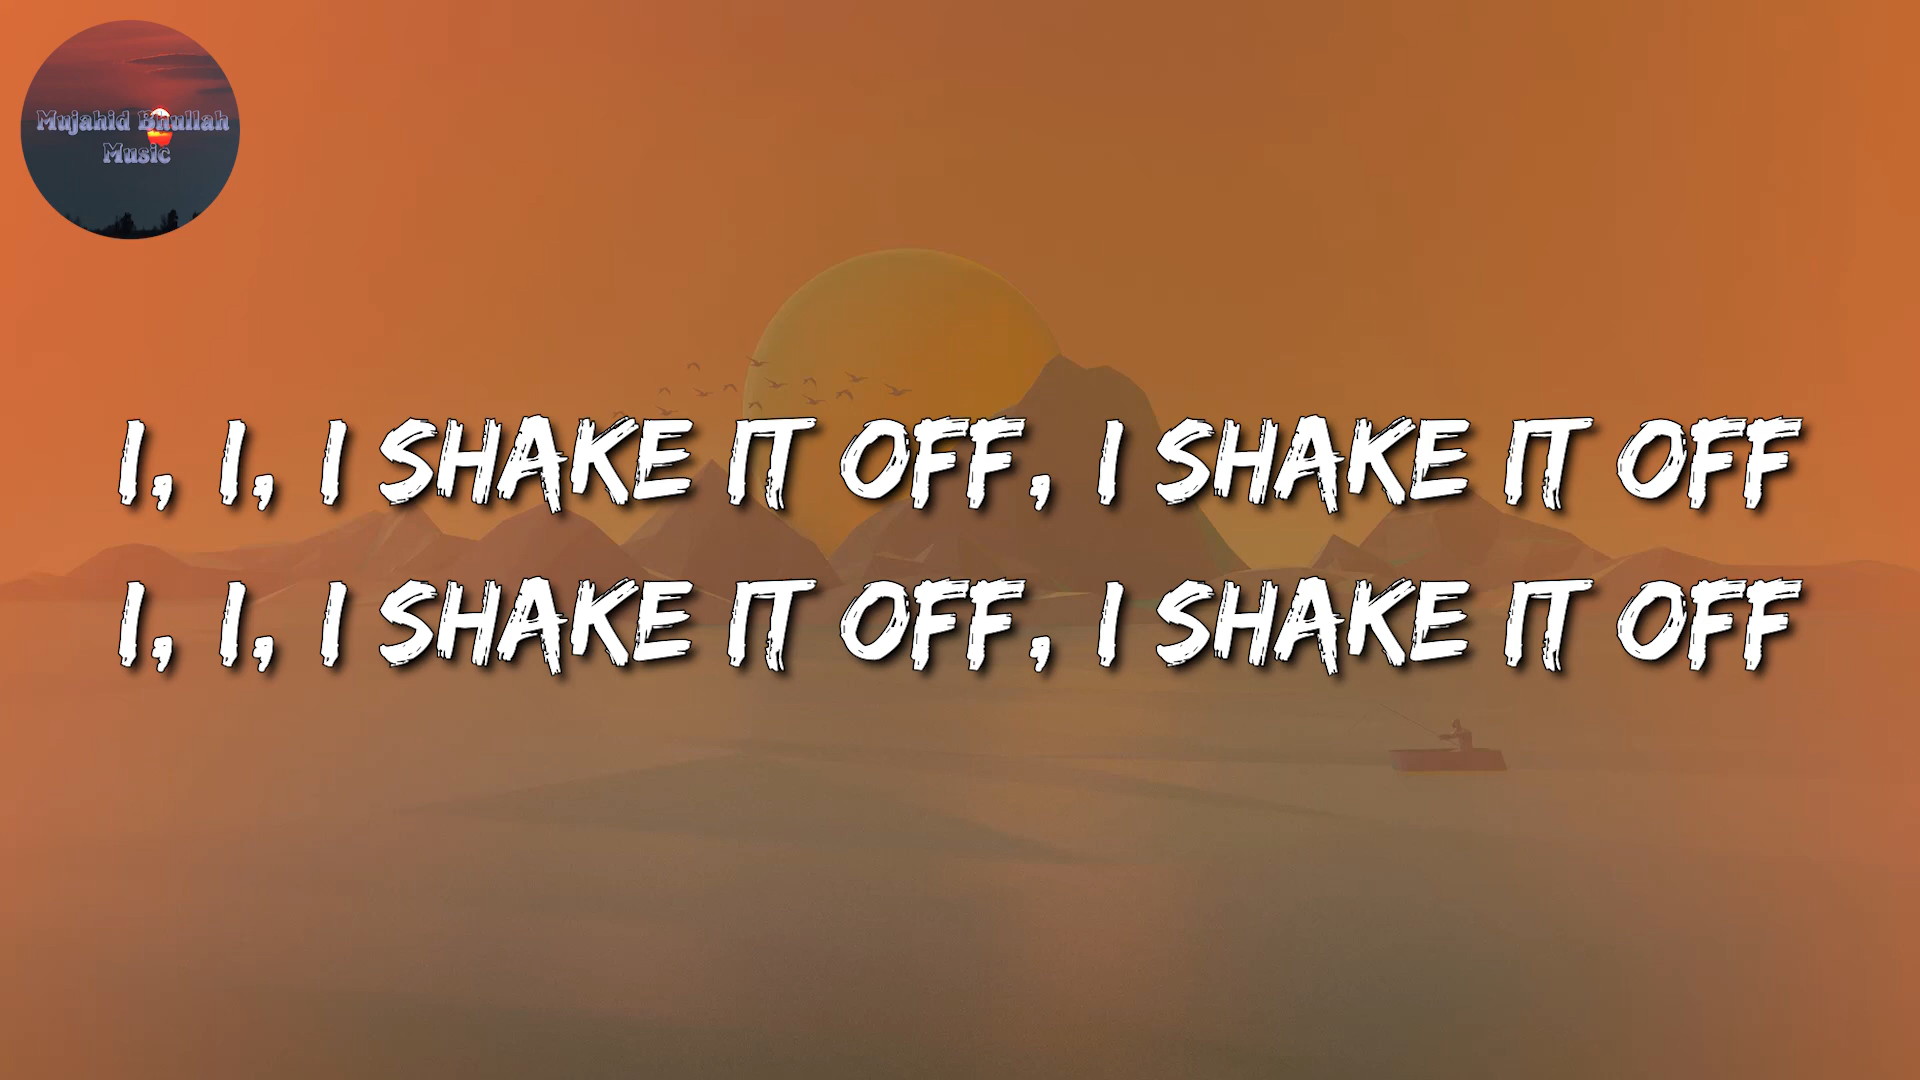 Mujahid Bhullah
Music
I, I, I SHAKE IT OFF, I SHAKE IT OFF
I, I, I SHAKE IT OFF, I SHAKE IT OFF